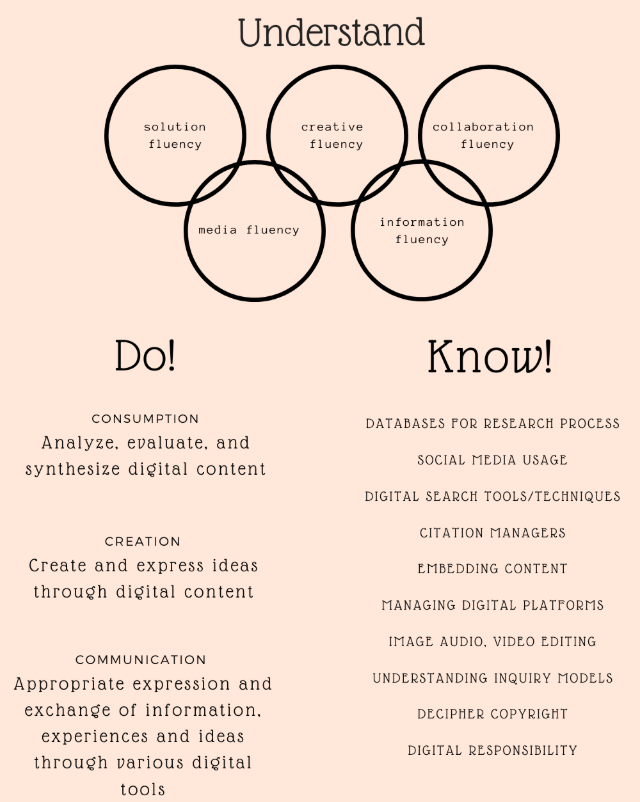 Understand
solution
fluency
creative
fluency
collaboration
fluency
media fluency
information
fluency
Do!
CONSUMPTION
Analyze, evaluate, and
synthesize digital content
CREATION
Create and express ideas
through digital content
COMMUNICATION
Appropriate expression and
exchange of information,
experiences and ideas
through various digital
tools
Know!
DATABASES FOR RESEARCH PROCESS
SOCIAL MEDIA USAGE
DIGITAL SEARCH TOOLS/TECHNIQUES
CITATION MANAGERS
EMBEDDING CONTENT
MANAGING DIGITAL PLATFORMS
IMAGE AUDIO, VIDEO EDITING
UNDERSTANDING INQUIRY MODELS
DECIPHER COPYRIGHT
DIGITAL RESPONSIBILITY